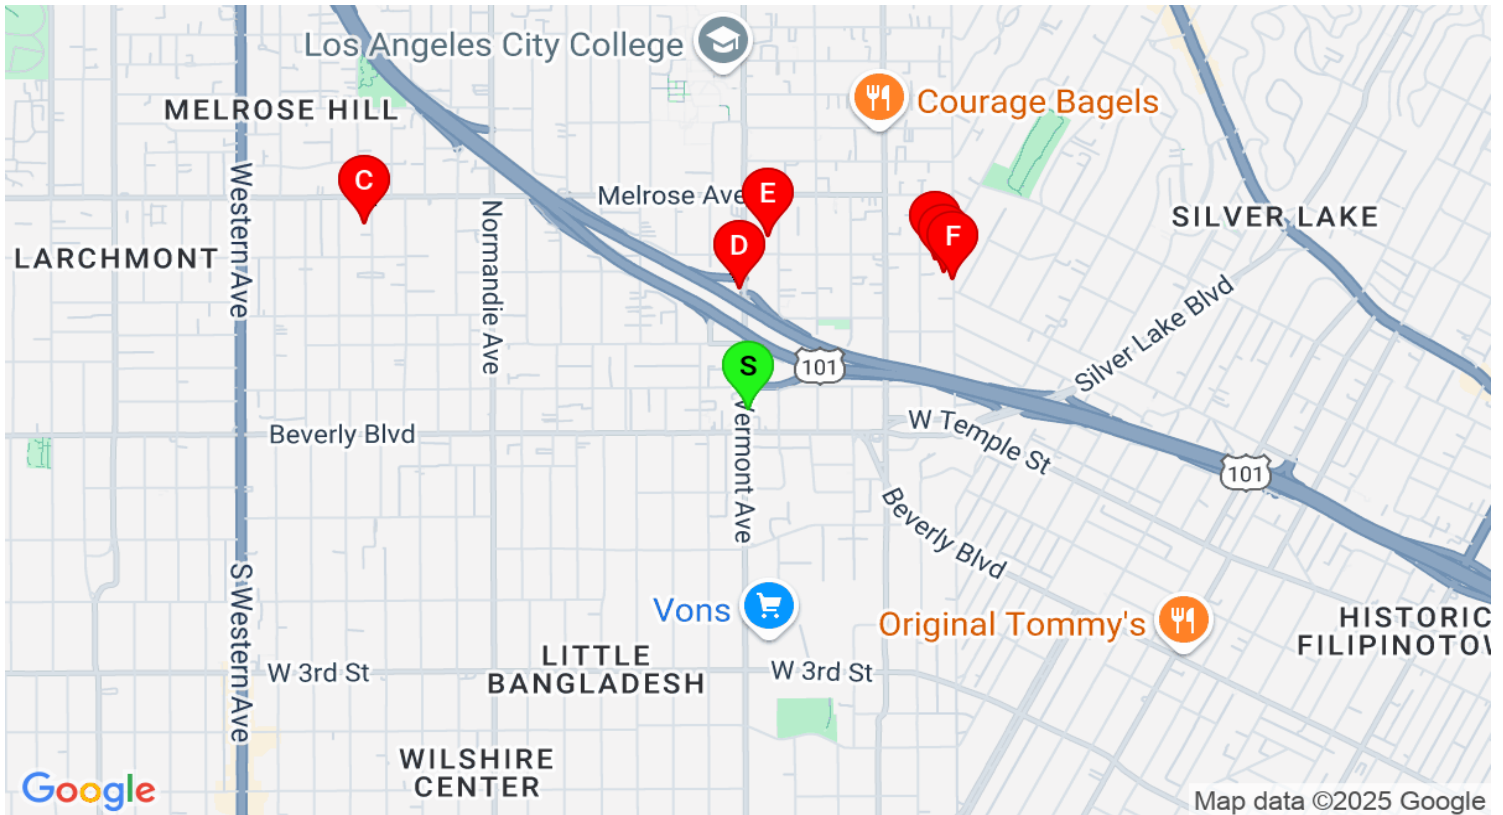 Los Angeles City College
MELROSE HILL
Courage Bagels
C
Western Ave
Melrose Ave
E
Normandie Ave
D
F
SILVER LAKE
LARCHMONT
Silver Lake Blvd
S
101
Vermont Ave
Beverly Blvd
W Temple St
101
Beverly Blvd
S Western Ave
Vons
Original Tommy's
HISTORIC
FILIPINOTOW
LITTLE
BANGLADESH
W 3rd St
W 3rd St
WILSHIRE
CENTER
Google
Map data ©2025 Google